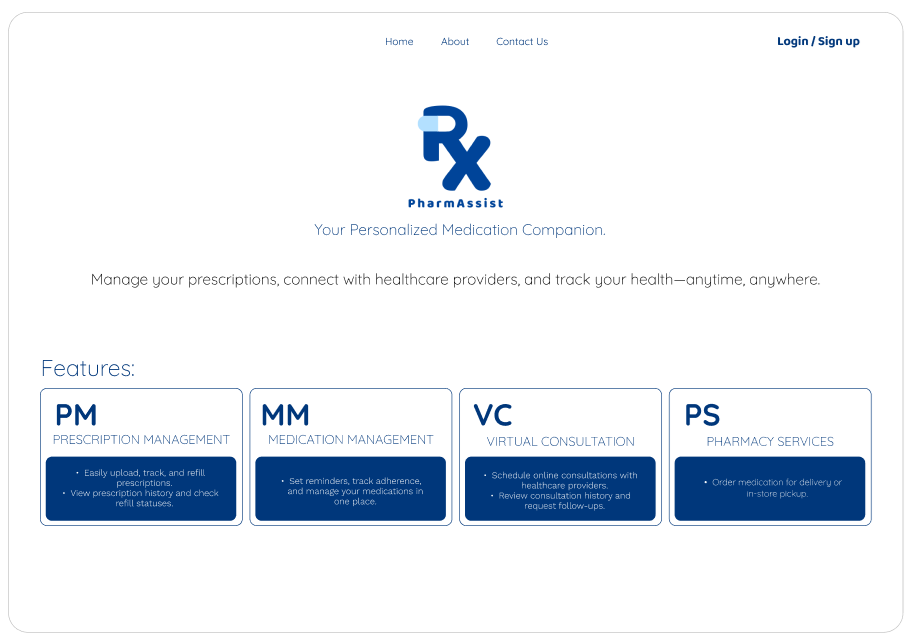 Home About Contact Us Login / Sign up
Rx
PharmAssist
Your Personalized Medication Companion.
Manage your prescriptions, connect with healthcare providers, and track your health—anytime, anywhere.
Features:
PM
PRESCRIPTION MANAGEMENT
• Easily upload, track, and refill
prescriptions.
• View prescription history and check
refill statuses.
MM
MEDICATION MANAGEMENT
• Set reminders, track adherence,
and manage your medications in
one place.
VC
VIRTUAL CONSULTATION
• Schedule online consultations with
healthcare providers.
• Review consultation history and
request follow-ups.
PS
PHARMACY SERVICES
• Order medication for delivery or
in-store pickup.